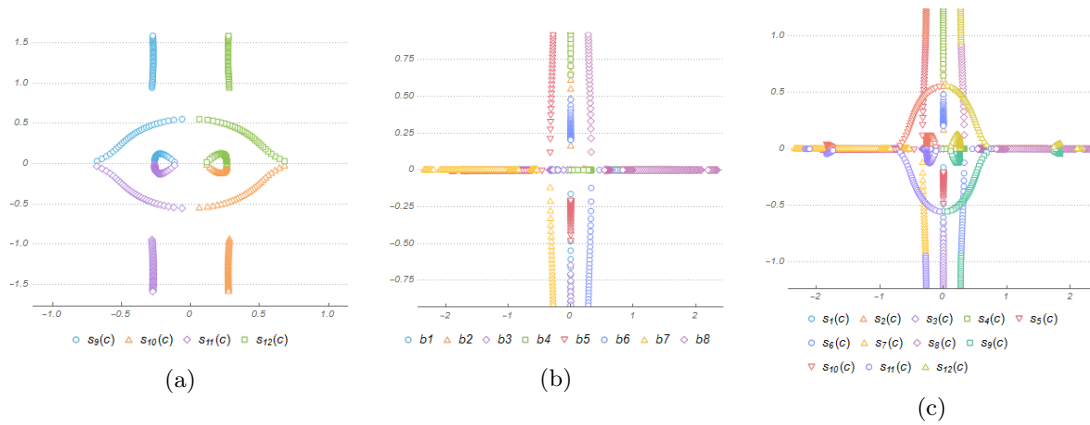 1.5
1.0
0.5
0
-0.5
-1.0
-1.5
-1.0 -0.5 0.0 0.5 1.0
s9(c) s10(c) s11(c) s12(c)
(a)
0.75
0.50
0.25
0
-0.25
-0.50
-0.75
-2 -1 0 1 2
b1 b2 b3 b4 b5 b6 b7 b8
(b)
1.0
0.5
0
-0.5
-1.0
-2 -1 0 1 2
s1(c) s2(c) s3(c) s4(c) s5(c)
s6(c) s7(c) s8(c) s9(c)
s10(c) s11(c) s12(c)
(c)